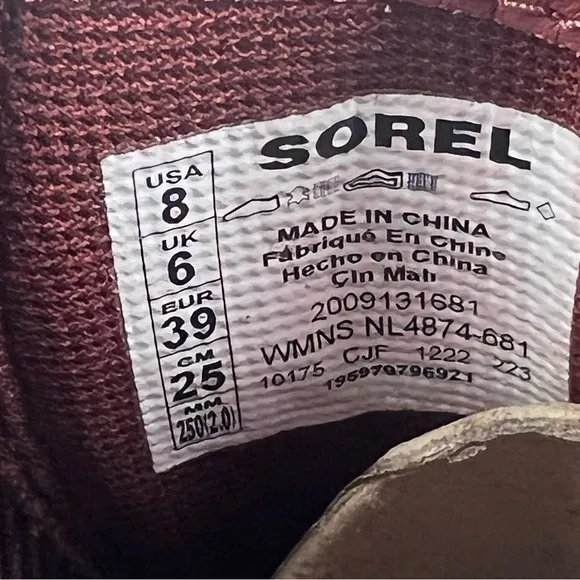 USA
8
UK
6
EUR
39
CM
25
MM
250(2.0)
SOREL
MADE IN CHINA
Fabriqué En Chine
Hecho en China
Çin Malı
2009131681
WMNS NL4874-681
10175 CJF 1222 223
195970796921